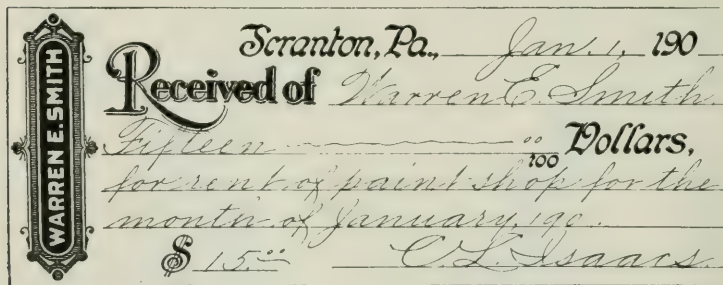 WARREN E. SMITH
Scranton, Pa., Jan. 1, 190
Received of Warren E. Smith
Fifteen 00/100 Dollars,
for rent of paint shop for the
month of January, 190
$ 15.00 C. L. Isaacs.